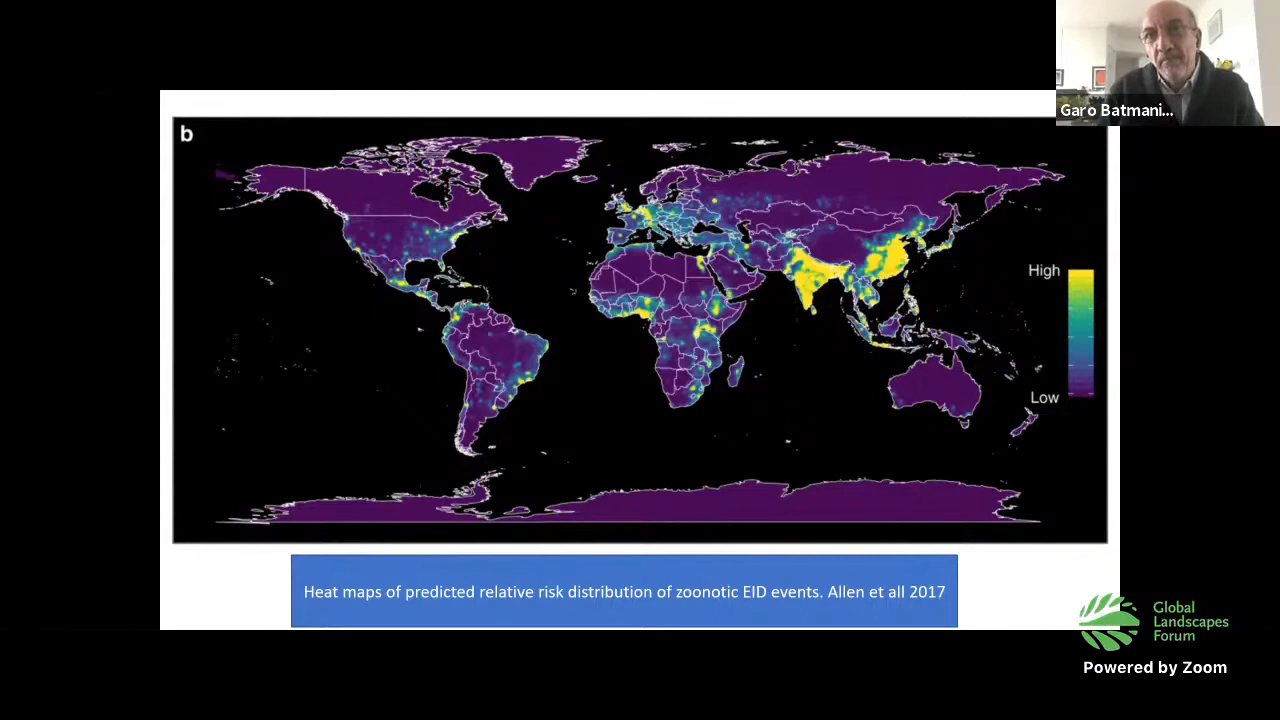 Garo Batmani...
b
High
Low
Heat maps of predicted relative risk distribution of zoonotic EID events. Allen et all 2017
Global
Landscapes
Forum
Powered by Zoom